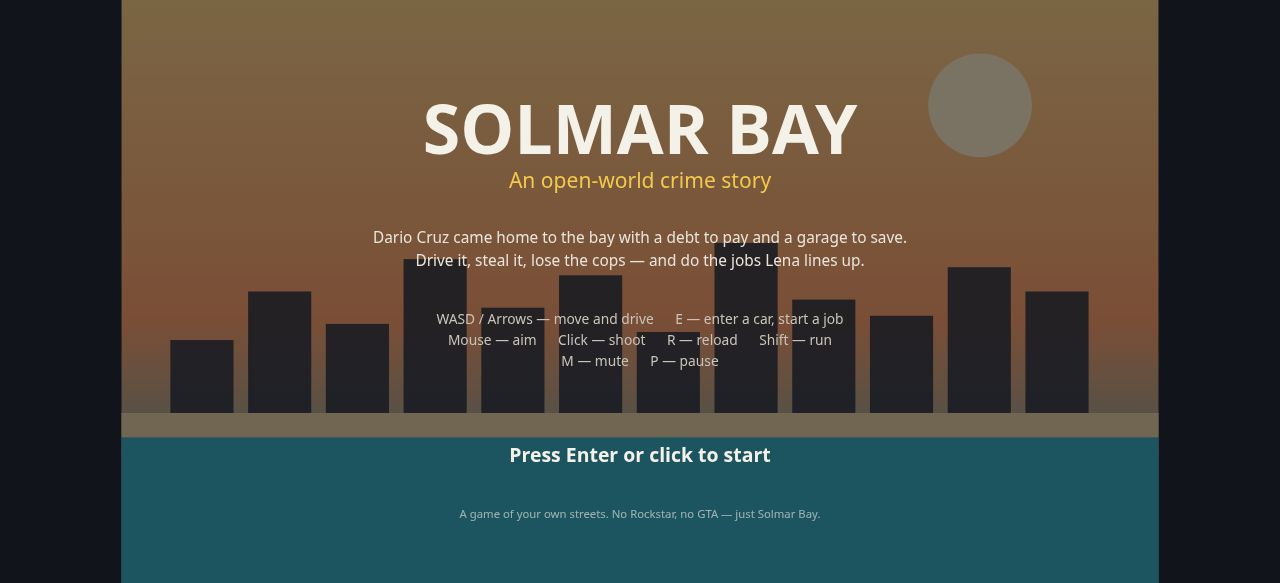 SOLMAR BAY
An open-world crime story
Dario Cruz came home to the bay with a debt to pay and a garage to save.
Drive it, steal it, lose the cops — and do the jobs Lena lines up.
WASD / Arrows — move and drive E — enter a car, start a job
Mouse — aim Click — shoot R — reload Shift — run
M — mute P — pause
Press Enter or click to start
A game of your own streets. No Rockstar, no GTA — just Solmar Bay.